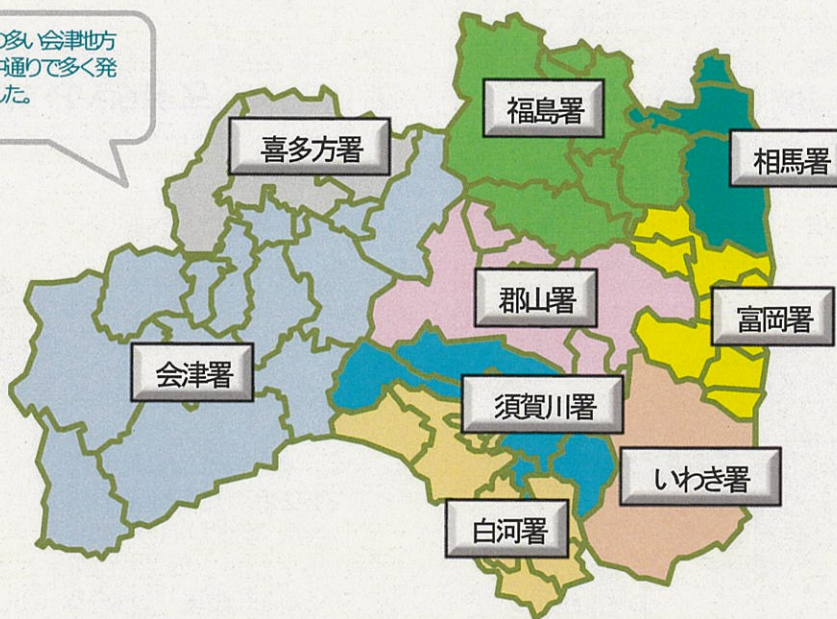 の多い会津地方
中通りで多く発
した。
福島署
喜多方署
相馬署
郡山署
富岡署
会津署
須賀川署
いわき署
白河署